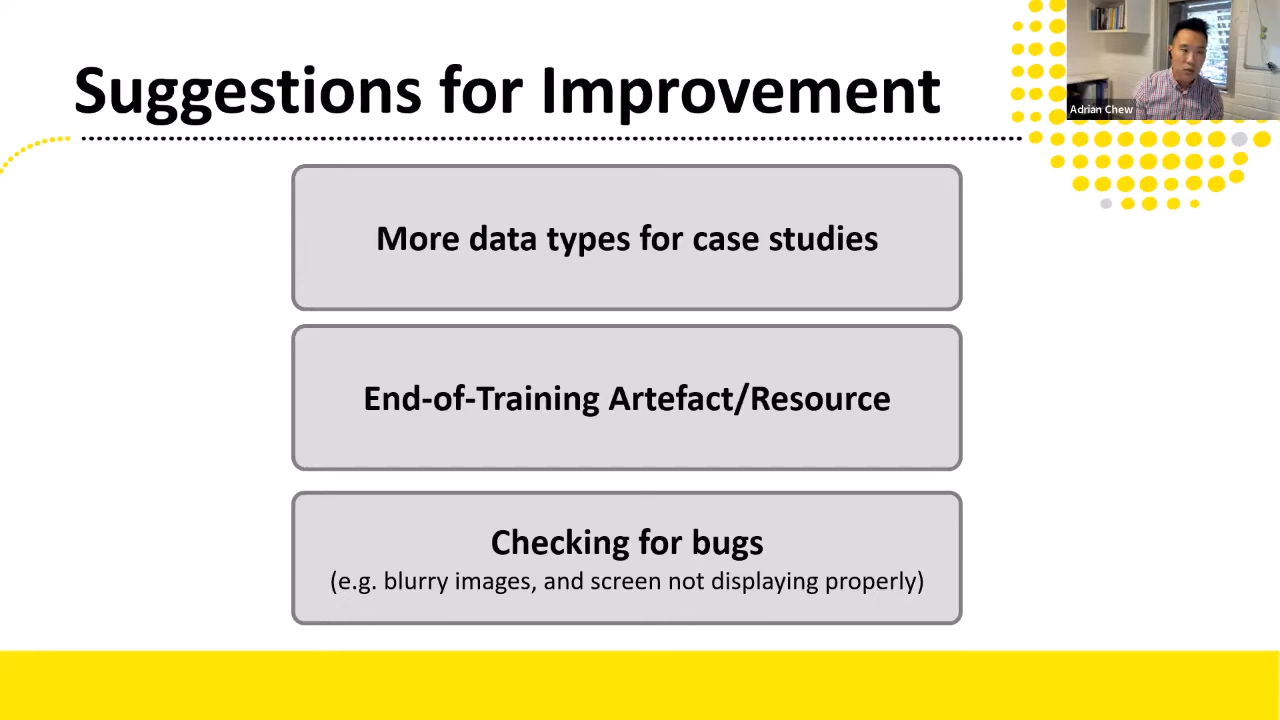 Suggestions for Improvement
Adrian Chew
More data types for case studies
End-of-Training Artefact/Resource
Checking for bugs
(e.g. blurry images, and screen not displaying properly)